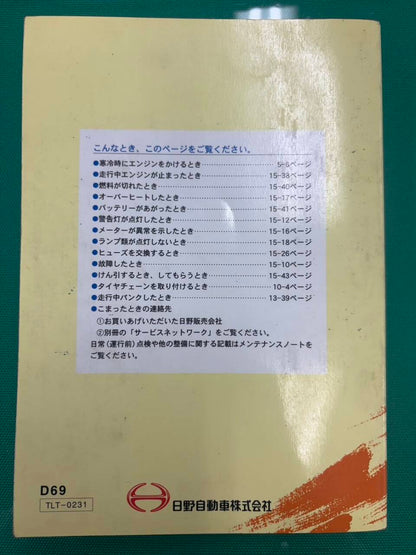 こんなとき、このページをご覧ください。
●寒冷時にエンジンをかけるとき……5-8ページ
●走行中エンジンが止まったとき……15-38ページ
●燃料が切れたとき……15-40ページ
●オーバーヒートしたとき……15-17ページ
●バッテリーがあがったとき……15-41ページ
●警告灯が点灯したとき……15-12ページ
●メーターが異常を示したとき……15-16ページ
●ランプ類が点灯しないとき……15-18ページ
●ヒューズを交換するとき……15-26ページ
●故障したとき……15-10ページ
●けん引するとき、してもらうとき……15-43ページ
●タイヤチェーンを取り付けるとき……10-4ページ
●走行中パンクしたとき……13-39ページ
●こまったときの連絡先
①お買いあげいただいた日野販売会社
②別冊の「サービスネットワーク」をご覧ください。
日常(運行前)点検や他の整備に関する記載はメンテナンスノートを
ご覧ください。
D69
TLT-0231
日野自動車株式会社